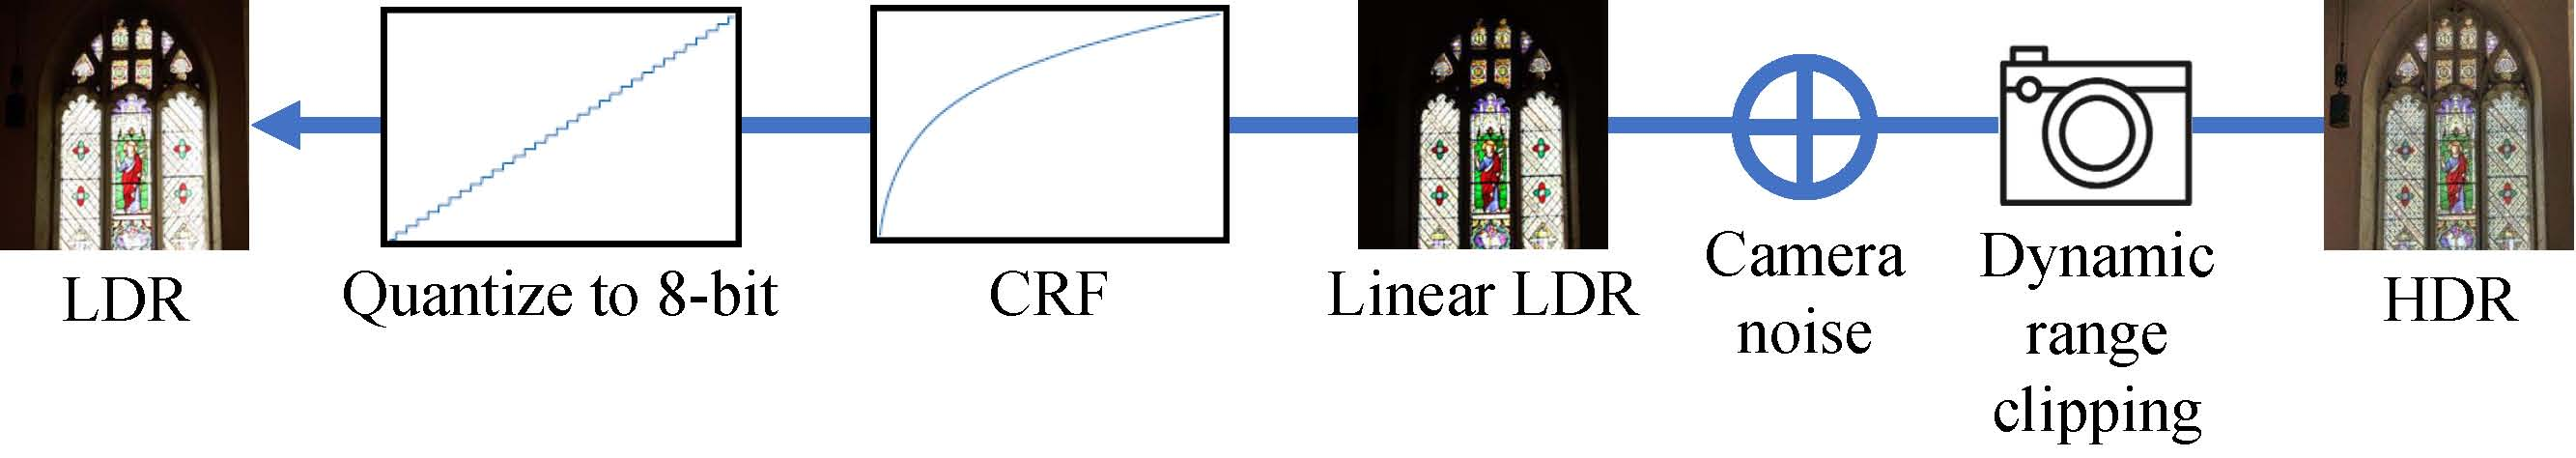 LDR
Quantize to 8-bit
CRF
Linear LDR
Camera
noise
Dynamic
range
clipping
HDR